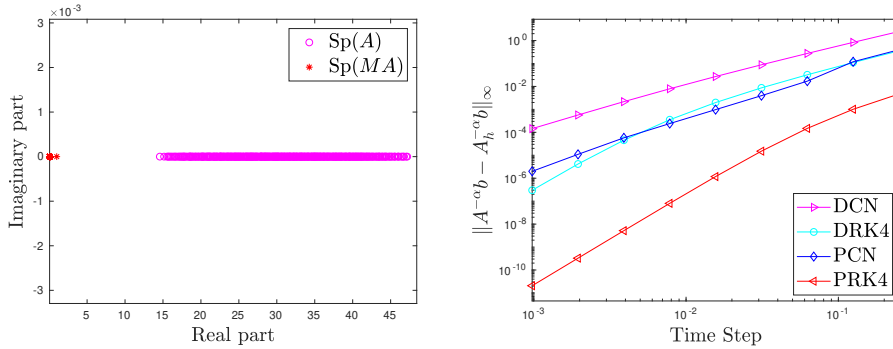 ×10⁻³
3
2
1
0
-1
-2
-3
5 10 15 20 25 30 35 40 45
Imaginary part
Real part
Sp(A)
Sp(MA)
10⁰
10⁻²
10⁻⁴
10⁻⁶
10⁻⁸
10⁻¹⁰
10⁻³ 10⁻² 10⁻¹
‖A^{-α}b − A_h^{-α}b‖_∞
Time Step
DCN
DRK4
PCN
PRK4